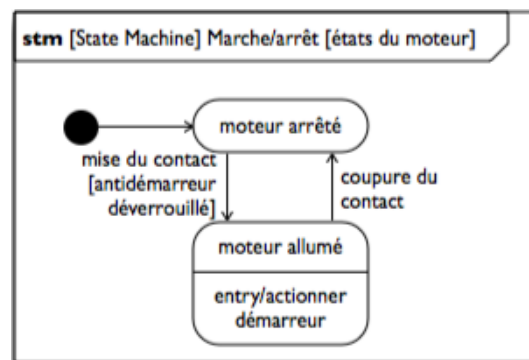 stm [State Machine] Marche/arrêt [états du moteur]
moteur arrêté
mise du contact
[antidémarreur
déverrouillé]
coupure du
contact
moteur allumé
entry/actionner
démarreur